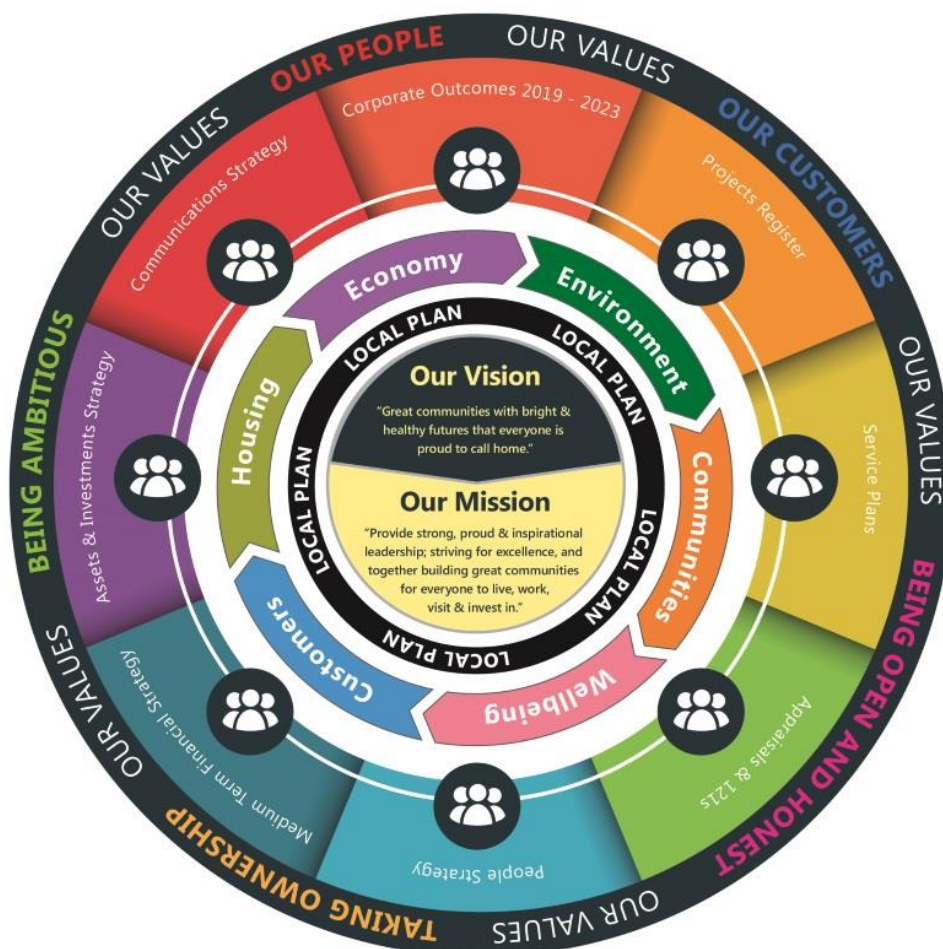 OUR PEOPLE
OUR VALUES
OUR CUSTOMERS
OUR VALUES
BEING OPEN AND HONEST
OUR VALUES
TAKING OWNERSHIP
OUR VALUES
BEING AMBITIOUS
OUR VALUES
Corporate Outcomes 2019 - 2023
Projects Register
Service Plans
Appraisals & 121s
People Strategy
Medium Term Financial Strategy
Assets & Investments Strategy
Communications Strategy
Economy
Environment
Communities
Wellbeing
Customers
Housing
LOCAL PLAN
LOCAL PLAN
LOCAL PLAN
LOCAL PLAN
LOCAL PLAN
Our Vision
“Great communities with bright &
healthy futures that everyone is
proud to call home.”
Our Mission
“Provide strong, proud & inspirational
leadership; striving for excellence, and
together building great communities
for everyone to live, work,
visit & invest in.”